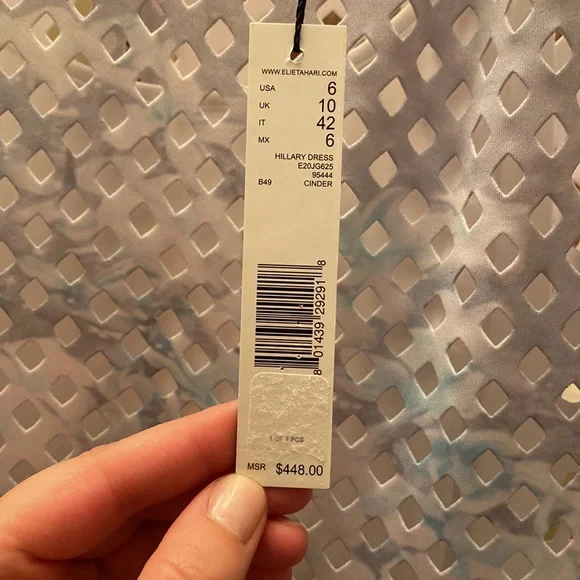 WWW.ELIETAHARI.COM
USA 6
UK 10
IT 42
MX 6
HILLARY DRESS
E20JG625
95444
B49 CINDER
8 01439 29291 8
1 OF ? PCS
MSR $448.00